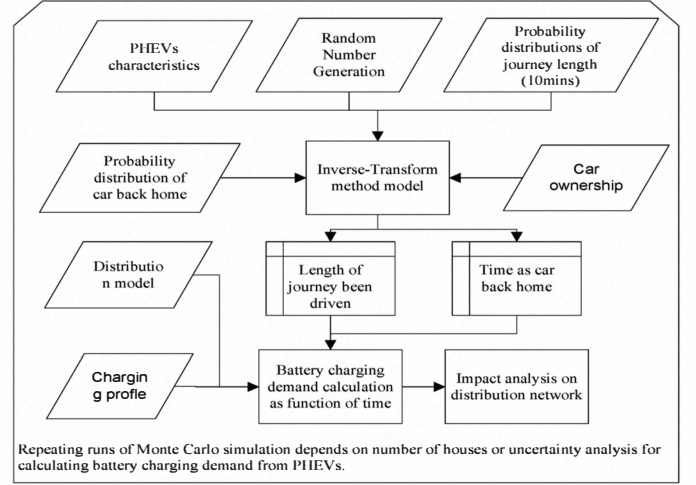 PHEVs
characteristics
Random
Number
Generation
Probability
distributions of
journey length
(10mins)
Probability
distribution of
car back home
Inverse-Transform
method model
Car
ownership
Distributio
n model
Length of
journey been
driven
Time as car
back home
Chargin
g profle
Battery charging
demand calculation
as function of time
Impact analysis on
distribution network
Repeating runs of Monte Carlo simulation depends on number of houses or uncertainty analysis for
calculating battery charging demand from PHEVs.